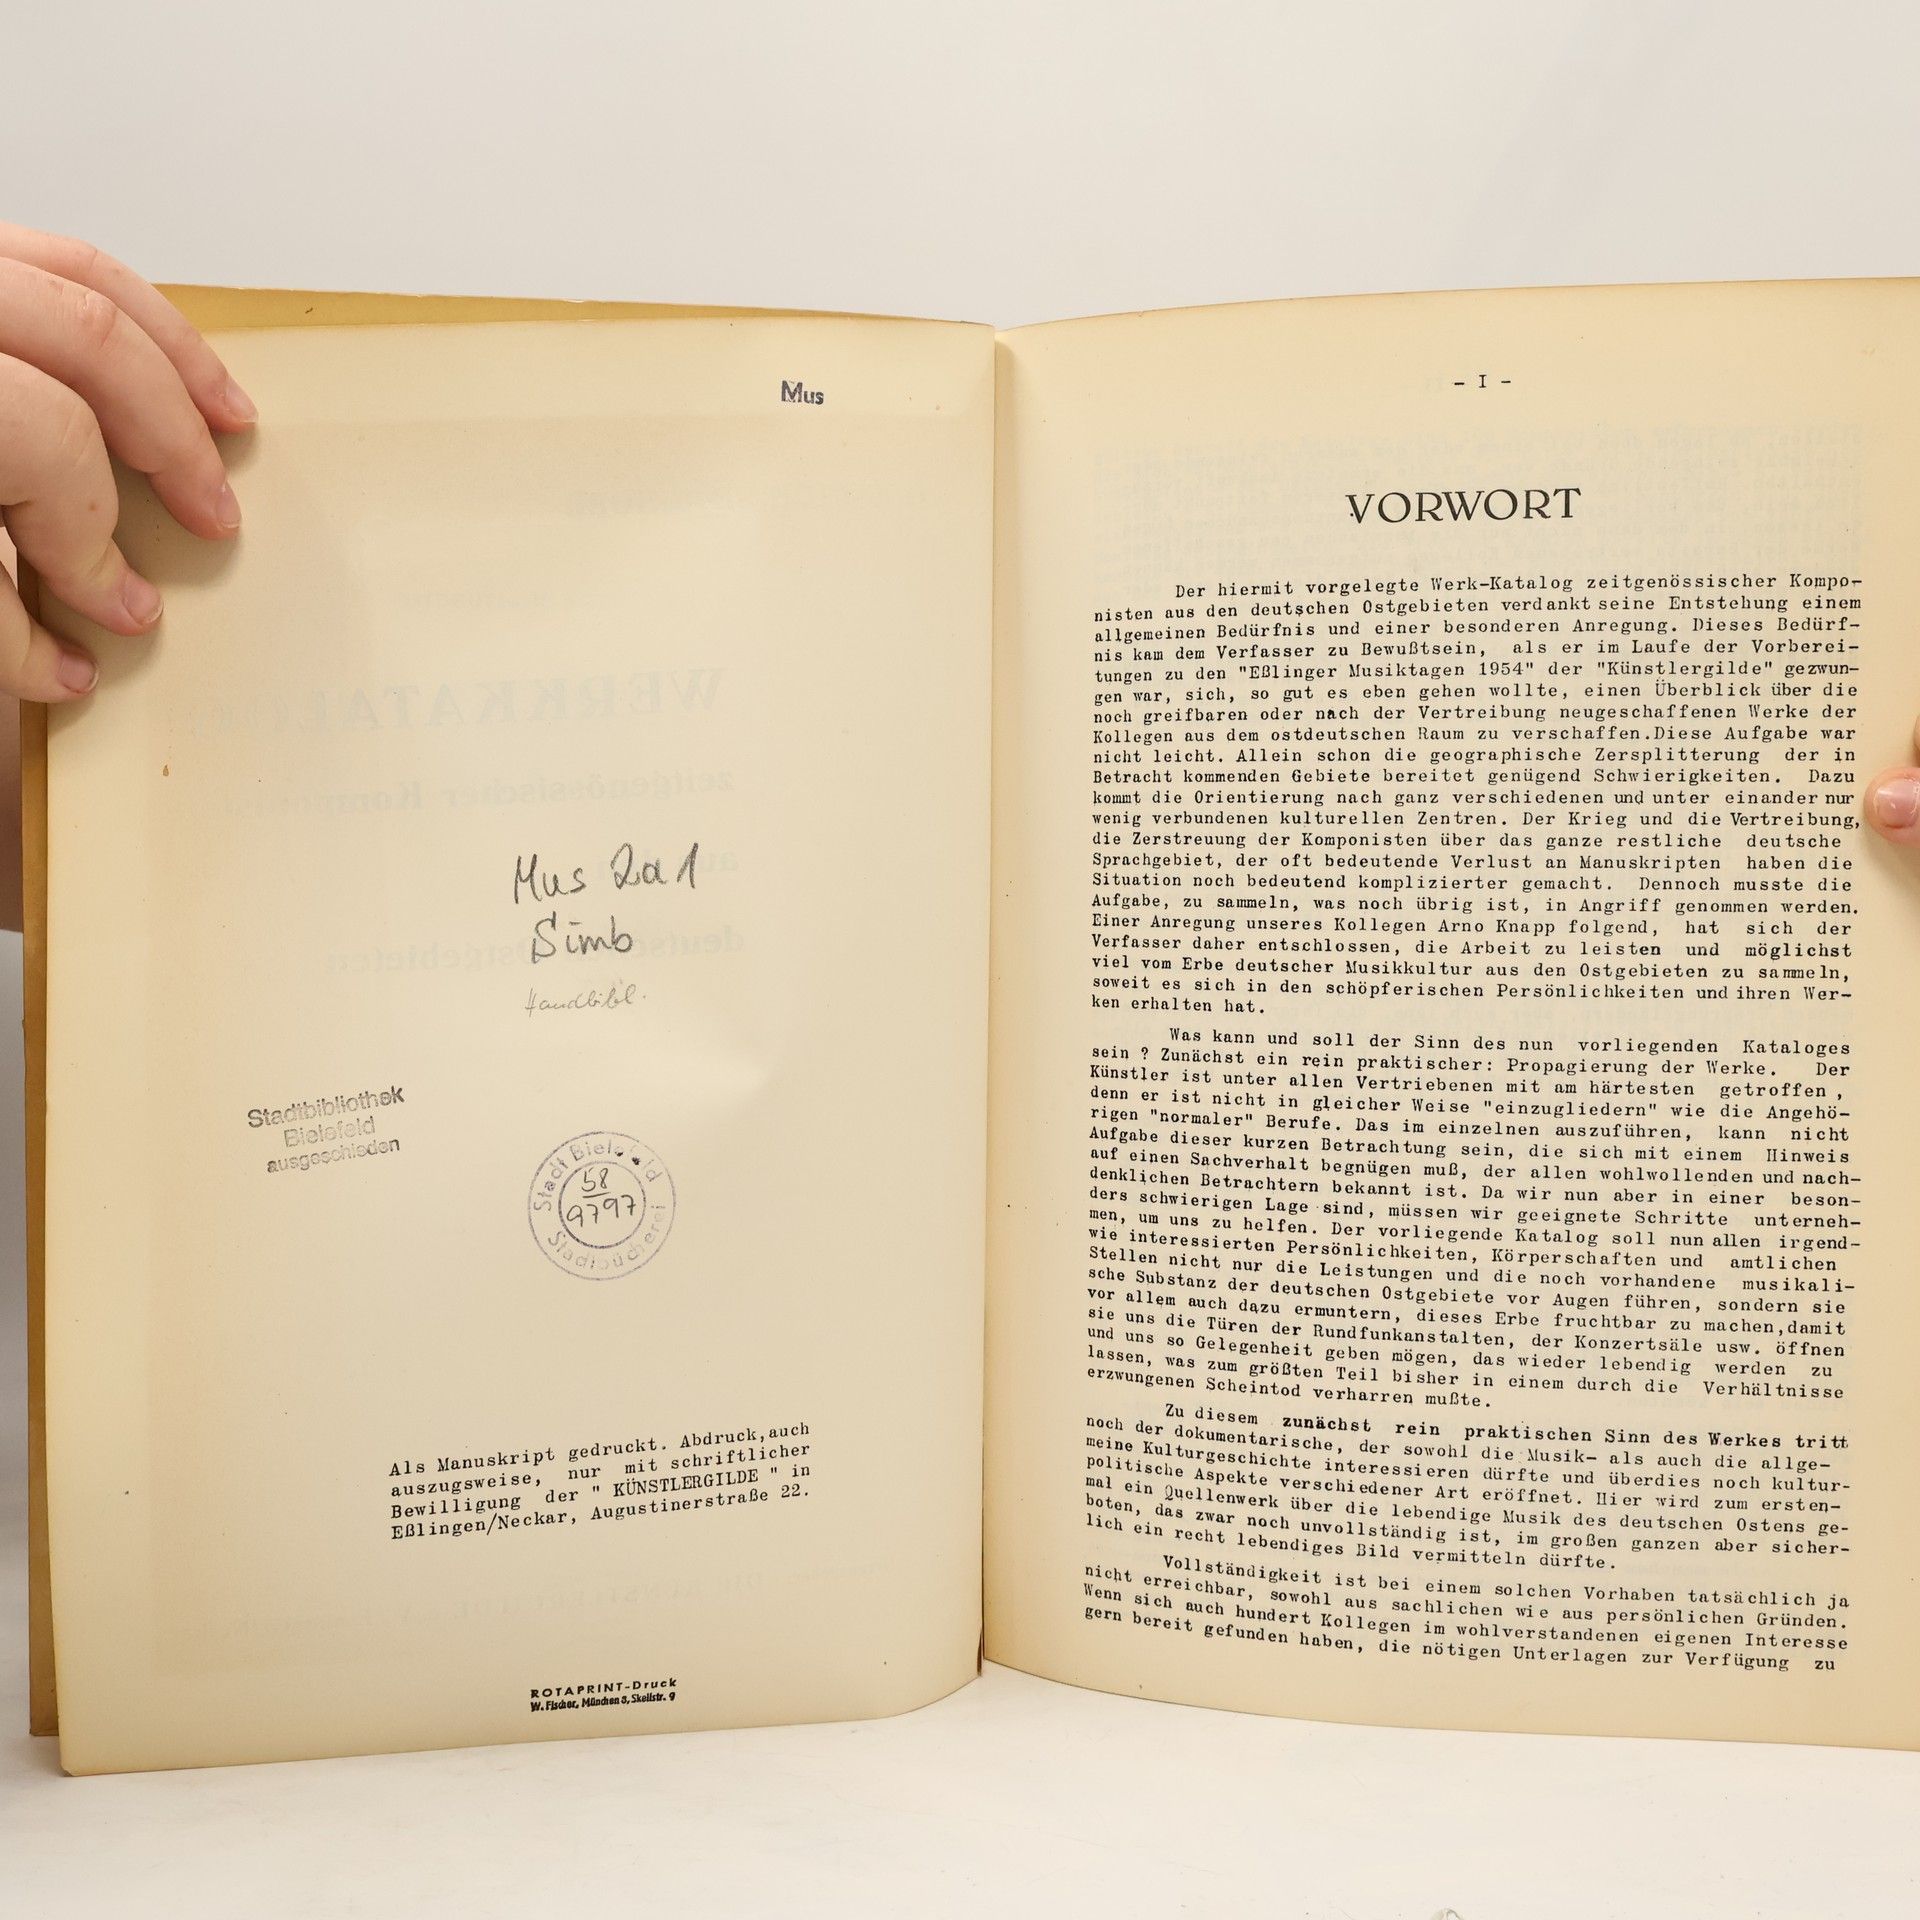 Mus
Mus 2a1
Simb
Handbibl.
Stadtbibliothek
Bielefeld
ausgeschieden
Stadt Bielefeld
58
9797
Stadtbücherei
Als Manuskript gedruckt. Abdruck,auch
auszugsweise, nur mit schriftlicher
Bewilligung der " KÜNSTLERGILDE " in
Eßlingen/Neckar, Augustinerstraße 22.
ROTAPRINT-Druck
W. Fischer, München 8, Skellstr. 9
- I -
VORWORT
Der hiermit vorgelegte Werk-Katalog zeitgenössischer Kompo-
nisten aus den deutschen Ostgebieten verdankt seine Entstehung einem
allgemeinen Bedürfnis und einer besonderen Anregung. Dieses Bedürf-
nis kam dem Verfasser zu Bewußtsein, als er im Laufe der Vorberei-
tungen zu den "Eßlinger Musiktagen 1954" der "Künstlergilde" gezwun-
gen war, sich, so gut es eben gehen wollte, einen Überblick über die
noch greifbaren oder nach der Vertreibung neugeschaffenen Werke der
Kollegen aus dem ostdeutschen Raum zu verschaffen.Diese Aufgabe war
nicht leicht. Allein schon die geographische Zersplitterung der in
Betracht kommenden Gebiete bereitet genügend Schwierigkeiten. Dazu
kommt die Orientierung nach ganz verschiedenen und unter einander nur
wenig verbundenen kulturellen Zentren. Der Krieg und die Vertreibung,
die Zerstreuung der Komponisten über das ganze restliche deutsche
Sprachgebiet, der oft bedeutende Verlust an Manuskripten haben die
Situation noch bedeutend komplizierter gemacht. Dennoch musste die
Aufgabe, zu sammeln, was noch übrig ist, in Angriff genommen werden.
Einer Anregung unseres Kollegen Arno Knapp folgend, hat sich der
Verfasser daher entschlossen, die Arbeit zu leisten und möglichst
viel vom Erbe deutscher Musikkultur aus den Ostgebieten zu sammeln,
soweit es sich in den schöpferischen Persönlichkeiten und ihren Wer-
ken erhalten hat.
Was kann und soll der Sinn des nun vorliegenden Kataloges
sein ? Zunächst ein rein praktischer: Propagierung der Werke. Der
Künstler ist unter allen Vertriebenen mit am härtesten getroffen ,
denn er ist nicht in gleicher Weise "einzugliedern" wie die Angehö-
rigen "normaler" Berufe. Das im einzelnen auszuführen, kann nicht
Aufgabe dieser kurzen Betrachtung sein, die sich mit einem Hinweis
auf einen Sachverhalt begnügen muß, der allen wohlwollenden und nach-
denklichen Betrachtern bekannt ist. Da wir nun aber in einer beson-
ders schwierigen Lage sind, müssen wir geeignete Schritte unterneh-
men, um uns zu helfen. Der vorliegende Katalog soll nun allen irgend-
wie interessierten Persönlichkeiten, Körperschaften und amtlichen
Stellen nicht nur die Leistungen und die noch vorhandene musikali-
sche Substanz der deutschen Ostgebiete vor Augen führen, sondern sie
vor allem auch dazu ermuntern, dieses Erbe fruchtbar zu machen,damit
sie uns die Türen der Rundfunkanstalten, der Konzertsäle usw. öffnen
und uns so Gelegenheit geben mögen, das wieder lebendig werden zu
lassen, was zum größten Teil bisher in einem durch die Verhältnisse
erzwungenen Scheintod verharren mußte.
Zu diesem zunächst rein praktischen Sinn des Werkes tritt
noch der dokumentarische, der sowohl die Musik- als auch die allge-
meine Kulturgeschichte interessieren dürfte und überdies noch kultur-
politische Aspekte verschiedener Art eröffnet. Hier wird zum ersten-
mal ein Quellenwerk über die lebendige Musik des deutschen Ostens ge-
boten, das zwar noch unvollständig ist, im großen ganzen aber sicher-
lich ein recht lebendiges Bild vermitteln dürfte.
Vollständigkeit ist bei einem solchen Vorhaben tatsächlich ja
nicht erreichbar, sowohl aus sachlichen wie aus persönlichen Gründen.
Wenn sich auch hundert Kollegen im wohlverstandenen eigenen Interesse
gern bereit gefunden haben, die nötigen Unterlagen zur Verfügung zu